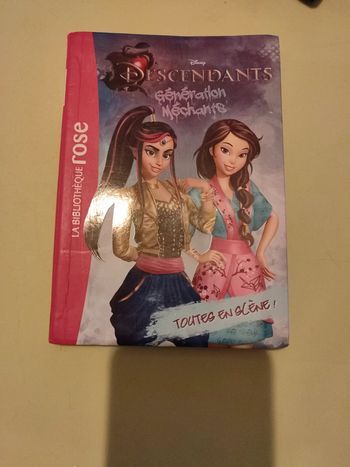 Disney
DESCENDANTS
Génération
Méchants
LA BIBLIOTHÈQUE rose
TOUTES EN SCÈNE !